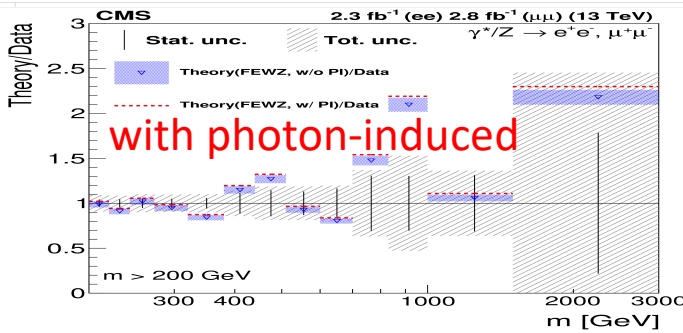 CMS 2.3 fb⁻¹ (ee) 2.8 fb⁻¹ (μμ) (13 TeV)
γ*/Z → e⁺e⁻, μ⁺μ⁻
Stat. unc. Tot. unc.
Theory(FEWZ, w/o PI)/Data
Theory(FEWZ, w/ PI)/Data
with photon-induced
Theory/Data
3
2.5
2
1.5
1
0.5
0
m > 200 GeV
300 400 1000 2000 3000
m [GeV]